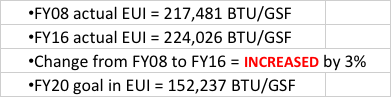 •FY08 actual EUI = 217,481 BTU/GSF
•FY16 actual EUI = 224,026 BTU/GSF
•Change from FY08 to FY16 = INCREASED by 3%
•FY20 goal in EUI = 152,237 BTU/GSF